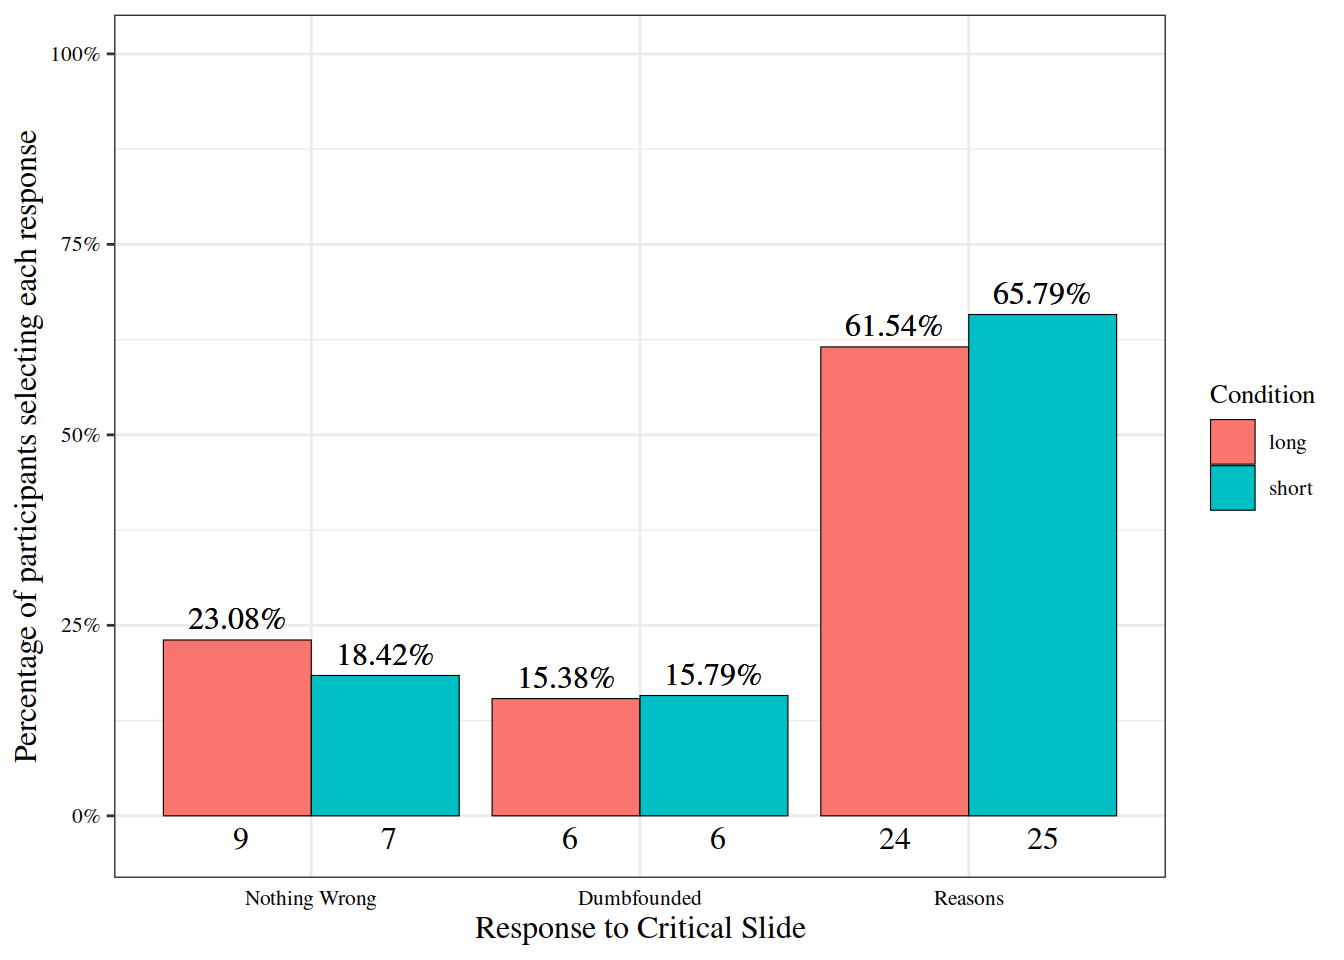 Percentage of participants selecting each response
100%
75%
50%
25%
0%
23.08%
18.42%
15.38%
15.79%
61.54%
65.79%
9
7
6
6
24
25
Nothing Wrong
Dumbfounded
Reasons
Response to Critical Slide
Condition
long
short